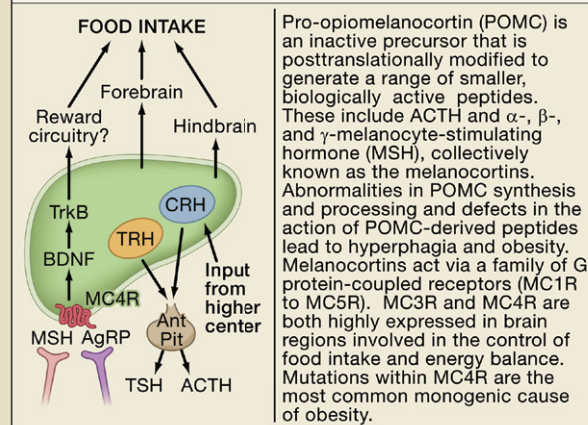 FOOD INTAKE
Forebrain
Reward
circuitry?
Hindbrain
TrkB
CRH
TRH
BDNF
Input
from
higher
center
MC4R
Ant
Pit
MSH AgRP
TSH ACTH
Pro-opiomelanocortin (POMC) is
an inactive precursor that is
posttranslationally modified to
generate a range of smaller,
biologically active peptides.
These include ACTH and α-, β-,
and γ-melanocyte-stimulating
hormone (MSH), collectively
known as the melanocortins.
Abnormalities in POMC synthesis
and processing and defects in the
action of POMC-derived peptides
lead to hyperphagia and obesity.
Melanocortins act via a family of G
protein-coupled receptors (MC1R
to MC5R). MC3R and MC4R are
both highly expressed in brain
regions involved in the control of
food intake and energy balance.
Mutations within MC4R are the
most common monogenic cause
of obesity.